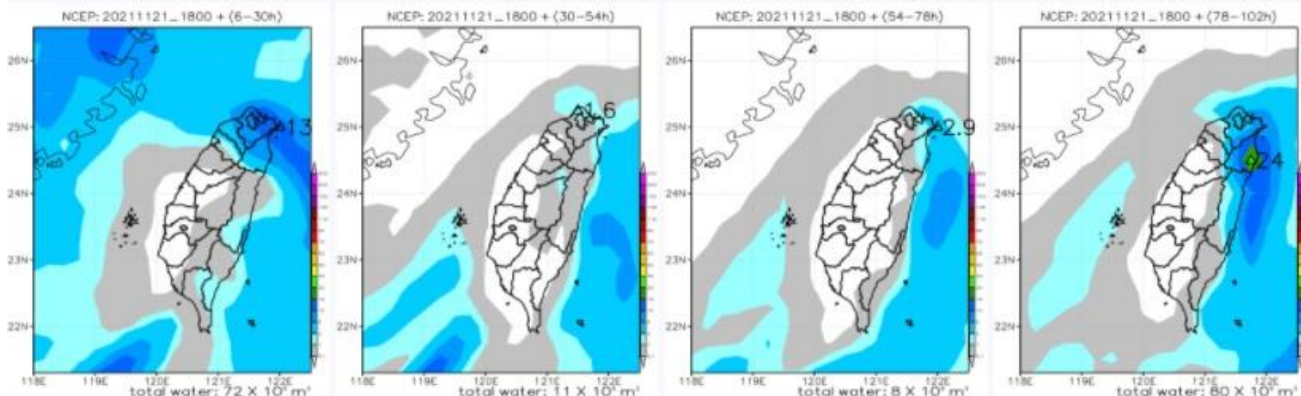 NCEP: 20211121_1800 + (6-30h)
NCEP: 20211121_1800 + (30-54h)
NCEP: 20211121_1800 + (54-78h)
NCEP: 20211121_1800 + (78-102h)
26N
25N
24N
23N
22N
118E 119E 120E 121E 122E
13
total water: 72 X 10⁶ m³
26N
25N
24N
23N
22N
118E 119E 120E 121E 122E
1.6
total water: 11 X 10⁶ m³
26N
25N
24N
23N
22N
118E 119E 120E 121E 122E
2.9
total water: 8 X 10⁶ m³
26N
25N
24N
23N
22N
118E 119E 120E 121E 122E
24
total water: 80 X 10⁶ m³